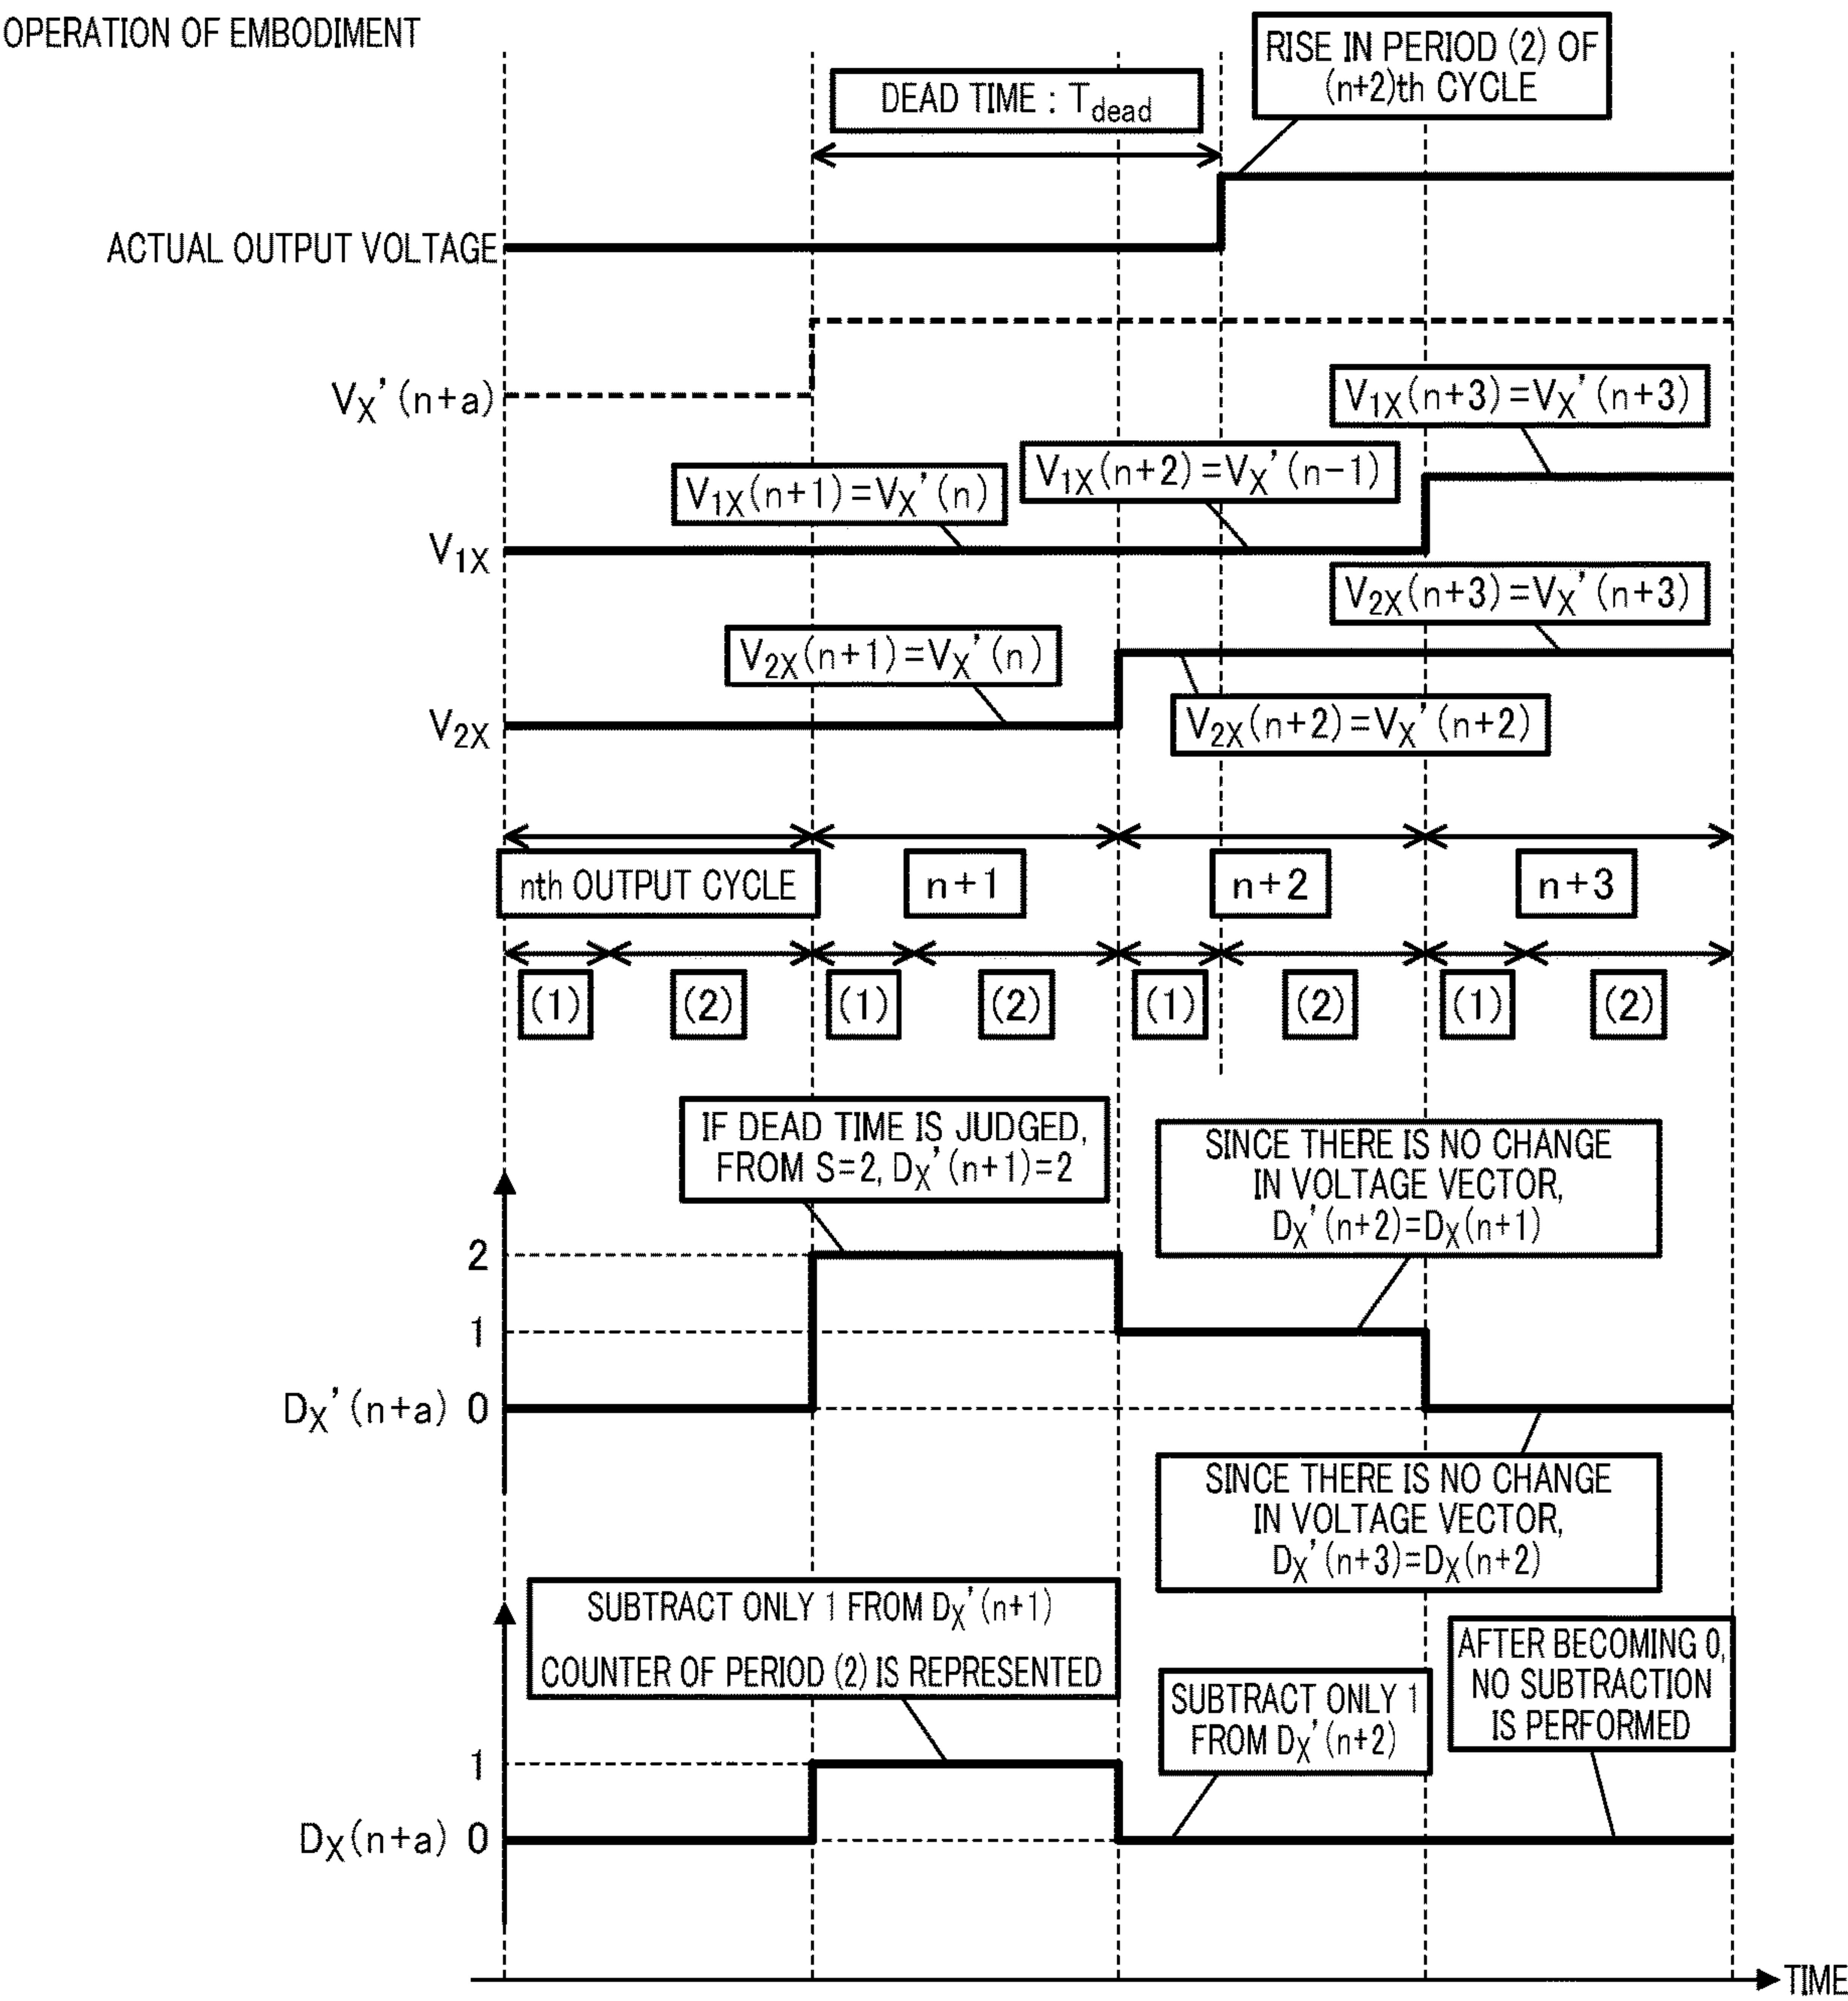 OPERATION OF EMBODIMENT
RISE IN PERIOD (2) OF
(n+2)th CYCLE
DEAD TIME : Tdead
ACTUAL OUTPUT VOLTAGE
VX'(n+a)
V1X(n+3)=VX'(n+3)
V1X(n+2)=VX'(n-1)
V1X(n+1)=VX'(n)
V1X
V2X(n+3)=VX'(n+3)
V2X(n+1)=VX'(n)
V2X(n+2)=VX'(n+2)
V2X
nth OUTPUT CYCLE
n+1
n+2
n+3
(1)
(2)
(1)
(2)
(1)
(2)
(1)
(2)
IF DEAD TIME IS JUDGED,
FROM S=2, DX'(n+1)=2
SINCE THERE IS NO CHANGE
IN VOLTAGE VECTOR,
DX'(n+2)=DX(n+1)
2
1
DX'(n+a) 0
SINCE THERE IS NO CHANGE
IN VOLTAGE VECTOR,
DX'(n+3)=DX(n+2)
SUBTRACT ONLY 1 FROM DX'(n+1)
COUNTER OF PERIOD (2) IS REPRESENTED
SUBTRACT ONLY 1
FROM DX'(n+2)
AFTER BECOMING 0,
NO SUBTRACTION
IS PERFORMED
1
DX(n+a) 0
TIME